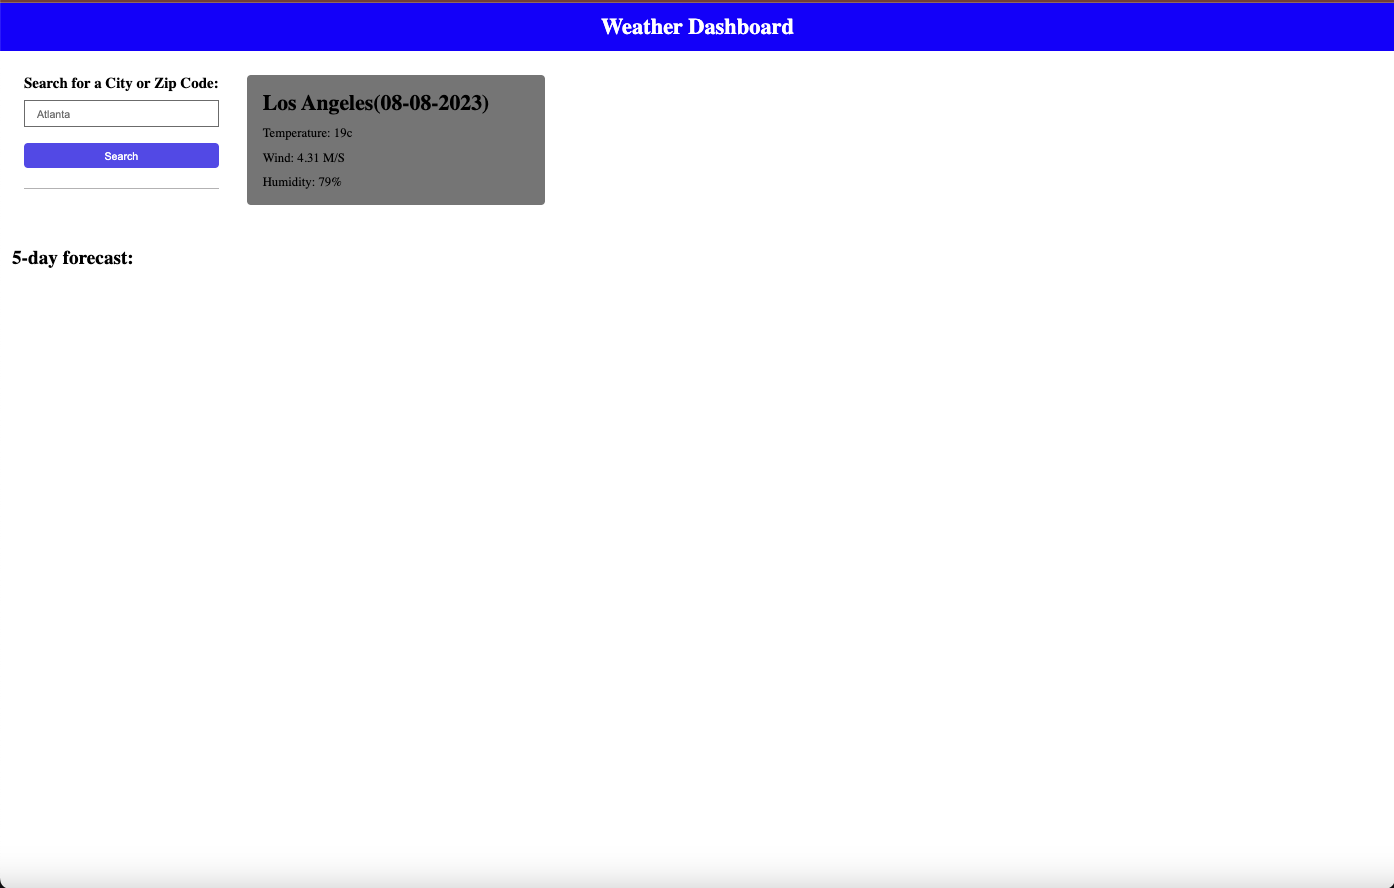 Weather Dashboard
Search for a City or Zip Code:
Atlanta
Search
Los Angeles(08-08-2023)
Temperature: 19c
Wind: 4.31 M/S
Humidity: 79%
5-day forecast: